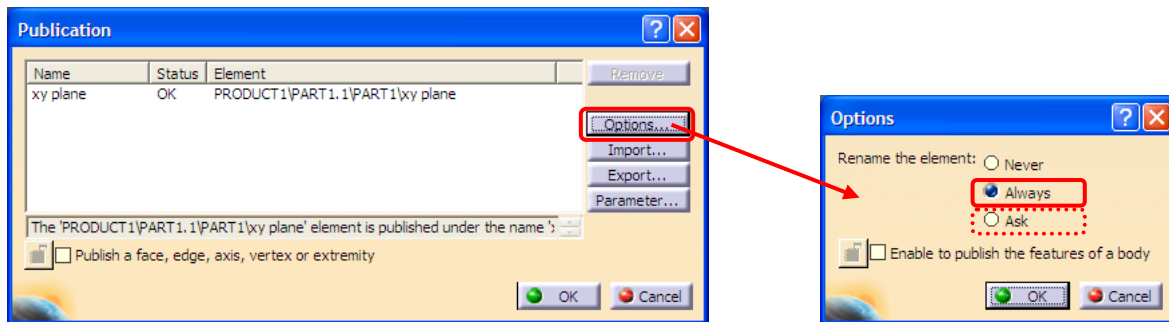 Publication
Name Status Element
xy plane OK PRODUCT1\PART1.1\PART1\xy plane
Remove
Options...
Import...
Export...
Parameter...
The 'PRODUCT1\PART1.1\PART1\xy plane' element is published under the name '
Publish a face, edge, axis, vertex or extremity
OK Cancel
Options
Rename the element: Never
Always
Ask
Enable to publish the features of a body
OK Cancel